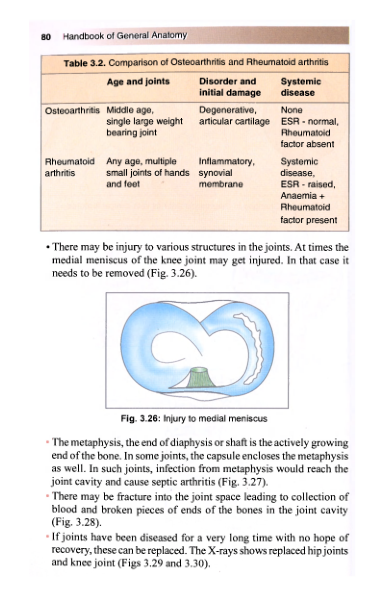 80 Handbook of General Anatomy
Table 3.2. Comparison of Osteoarthritis and Rheumatoid arthritis
Age and joints Disorder and initial damage Systemic disease
Osteoarthritis Middle age, single large weight bearing joint Degenerative, articular cartilage None ESR - normal, Rheumatoid factor absent
Rheumatoid arthritis Any age, multiple small joints of hands and feet Inflammatory, synovial membrane Systemic disease, ESR - raised, Anaemia + Rheumatoid factor present
• There may be injury to various structures in the joints. At times the
medial meniscus of the knee joint may get injured. In that case it
needs to be removed (Fig. 3.26).
Fig. 3.26: Injury to medial meniscus
• The metaphysis, the end of diaphysis or shaft is the actively growing
end of the bone. In some joints, the capsule encloses the metaphysis
as well. In such joints, infection from metaphysis would reach the
joint cavity and cause septic arthritis (Fig. 3.27).
• There may be fracture into the joint space leading to collection of
blood and broken pieces of ends of the bones in the joint cavity
(Fig. 3.28).
• If joints have been diseased for a very long time with no hope of
recovery, these can be replaced. The X-rays shows replaced hip joints
and knee joint (Figs 3.29 and 3.30).